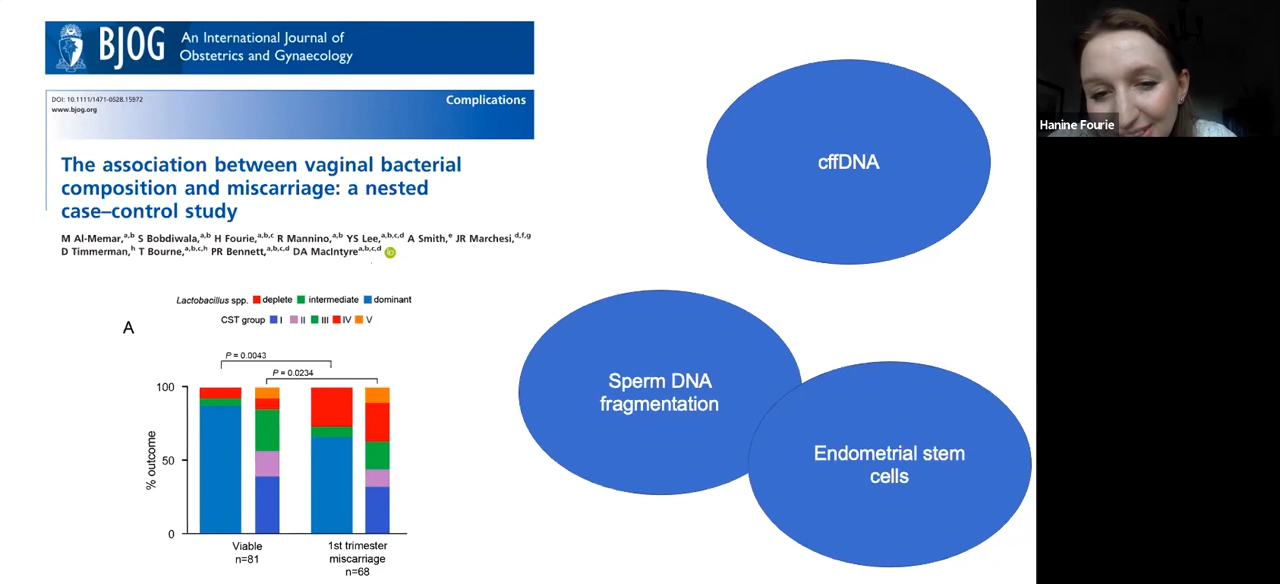 BJOG
An International Journal of
Obstetrics and Gynaecology
DOI: 10.1111/1471-0528.15972
www.bjog.org
Complications
The association between vaginal bacterial
composition and miscarriage: a nested
case–control study
M Al-Memar,a,b S Bobdiwala,a,b H Fourie,a,b,c R Mannino,a,b YS Lee,a,b,c,d A Smith,e JR Marchesi,d,f,g
D Timmerman,h T Bourne,a,b,c,h PR Bennett,a,b,c,d DA MacIntyre a,b,c,d iD
Lactobacillus spp. deplete intermediate dominant
CST group I II III IV V
A
P = 0.0043
P = 0.0234
100
50
0
% outcome
Viable
n=81
1st trimester
miscarriage
n=68
cffDNA
Sperm DNA
fragmentation
Endometrial stem
cells
Hanine Fourie